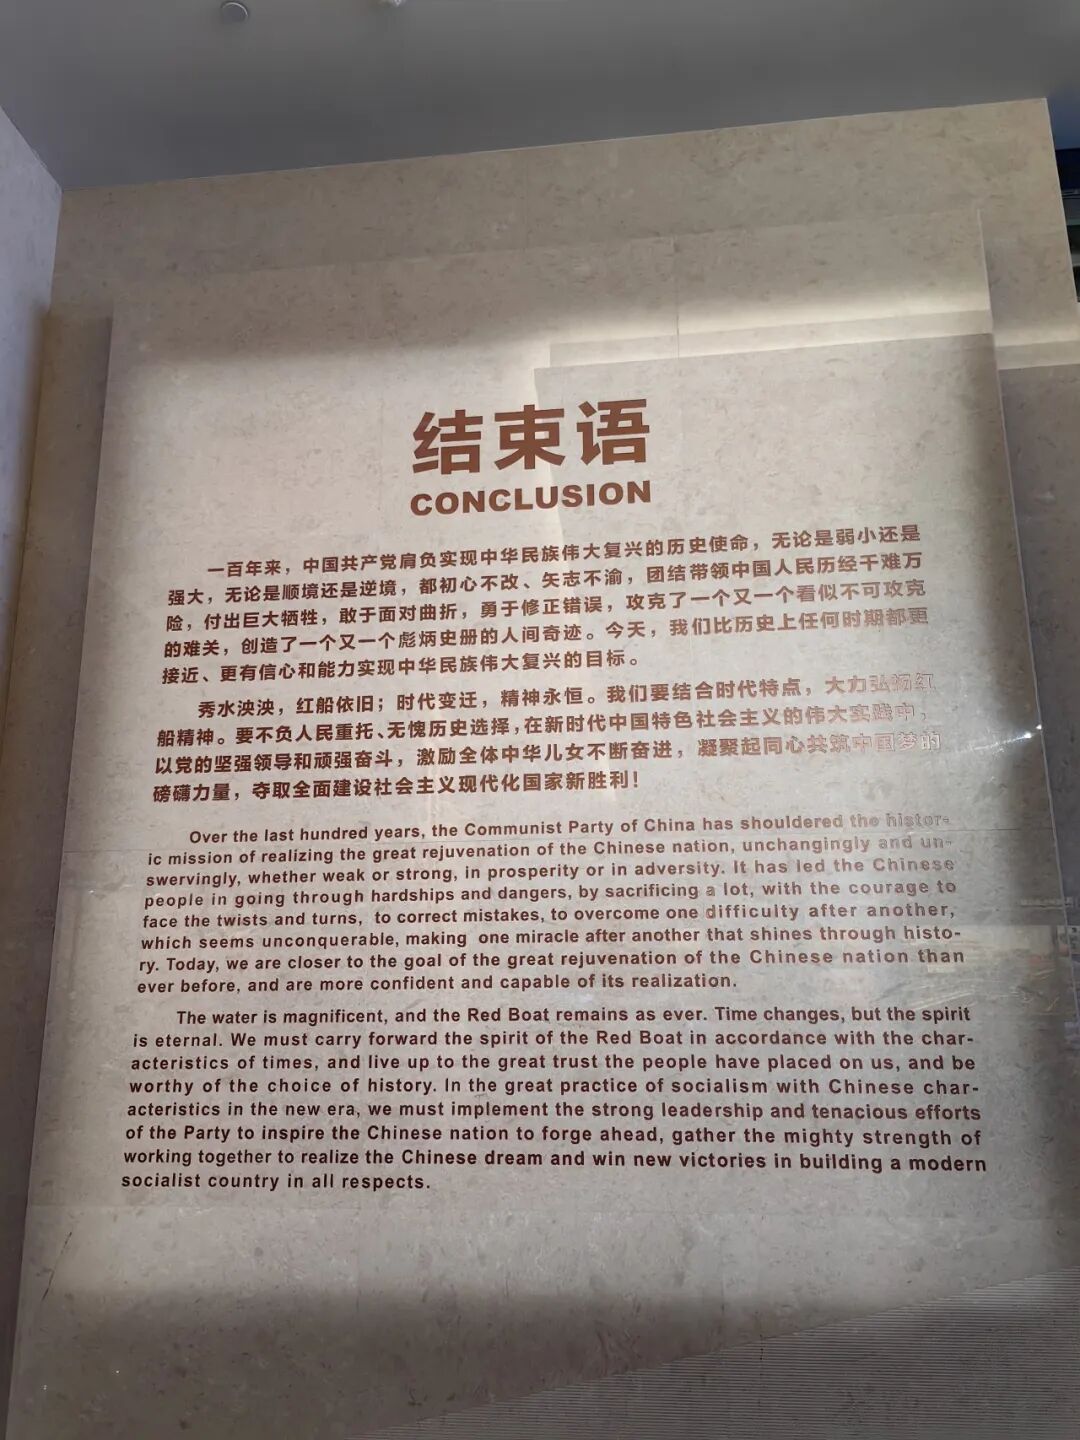 结束语
CONCLUSION
一百年来，中国共产党肩负实现中华民族伟大复兴的历史使命，无论是弱小还是
强大，无论是顺境还是逆境，都初心不改、矢志不渝，团结带领中国人民历经千难万
险，付出巨大牺牲，敢于面对曲折，勇于修正错误，攻克了一个又一个看似不可攻克
的难关，创造了一个又一个彪炳史册的人间奇迹。今天，我们比历史上任何时期都更
接近、更有信心和能力实现中华民族伟大复兴的目标。
秀水泱泱，红船依旧；时代变迁，精神永恒。我们要结合时代特点，大力弘扬红
船精神。要不负人民重托、无愧历史选择，在新时代中国特色社会主义的伟大实践中，
以党的坚强领导和顽强奋斗，激励全体中华儿女不断奋进，凝聚起同心共筑中国梦的
磅礴力量，夺取全面建设社会主义现代化国家新胜利！
Over the last hundred years, the Communist Party of China has shouldered the histor-
ic mission of realizing the great rejuvenation of the Chinese nation, unchangingly and un-
swervingly, whether weak or strong, in prosperity or in adversity. It has led the Chinese
people in going through hardships and dangers, by sacrificing a lot, with the courage to
face the twists and turns, to correct mistakes, to overcome one difficulty after another,
which seems unconquerable, making one miracle after another that shines through histo-
ry. Today, we are closer to the goal of the great rejuvenation of the Chinese nation than
ever before, and are more confident and capable of its realization.
The water is magnificent, and the Red Boat remains as ever. Time changes, but the spirit
is eternal. We must carry forward the spirit of the Red Boat in accordance with the char-
acteristics of times, and live up to the great trust the people have placed on us, and be
worthy of the choice of history. In the great practice of socialism with Chinese char-
acteristics in the new era, we must implement the strong leadership and tenacious efforts
of the Party to inspire the Chinese nation to forge ahead, gather the mighty strength of
working together to realize the Chinese dream and win new victories in building a modern
socialist country in all respects.